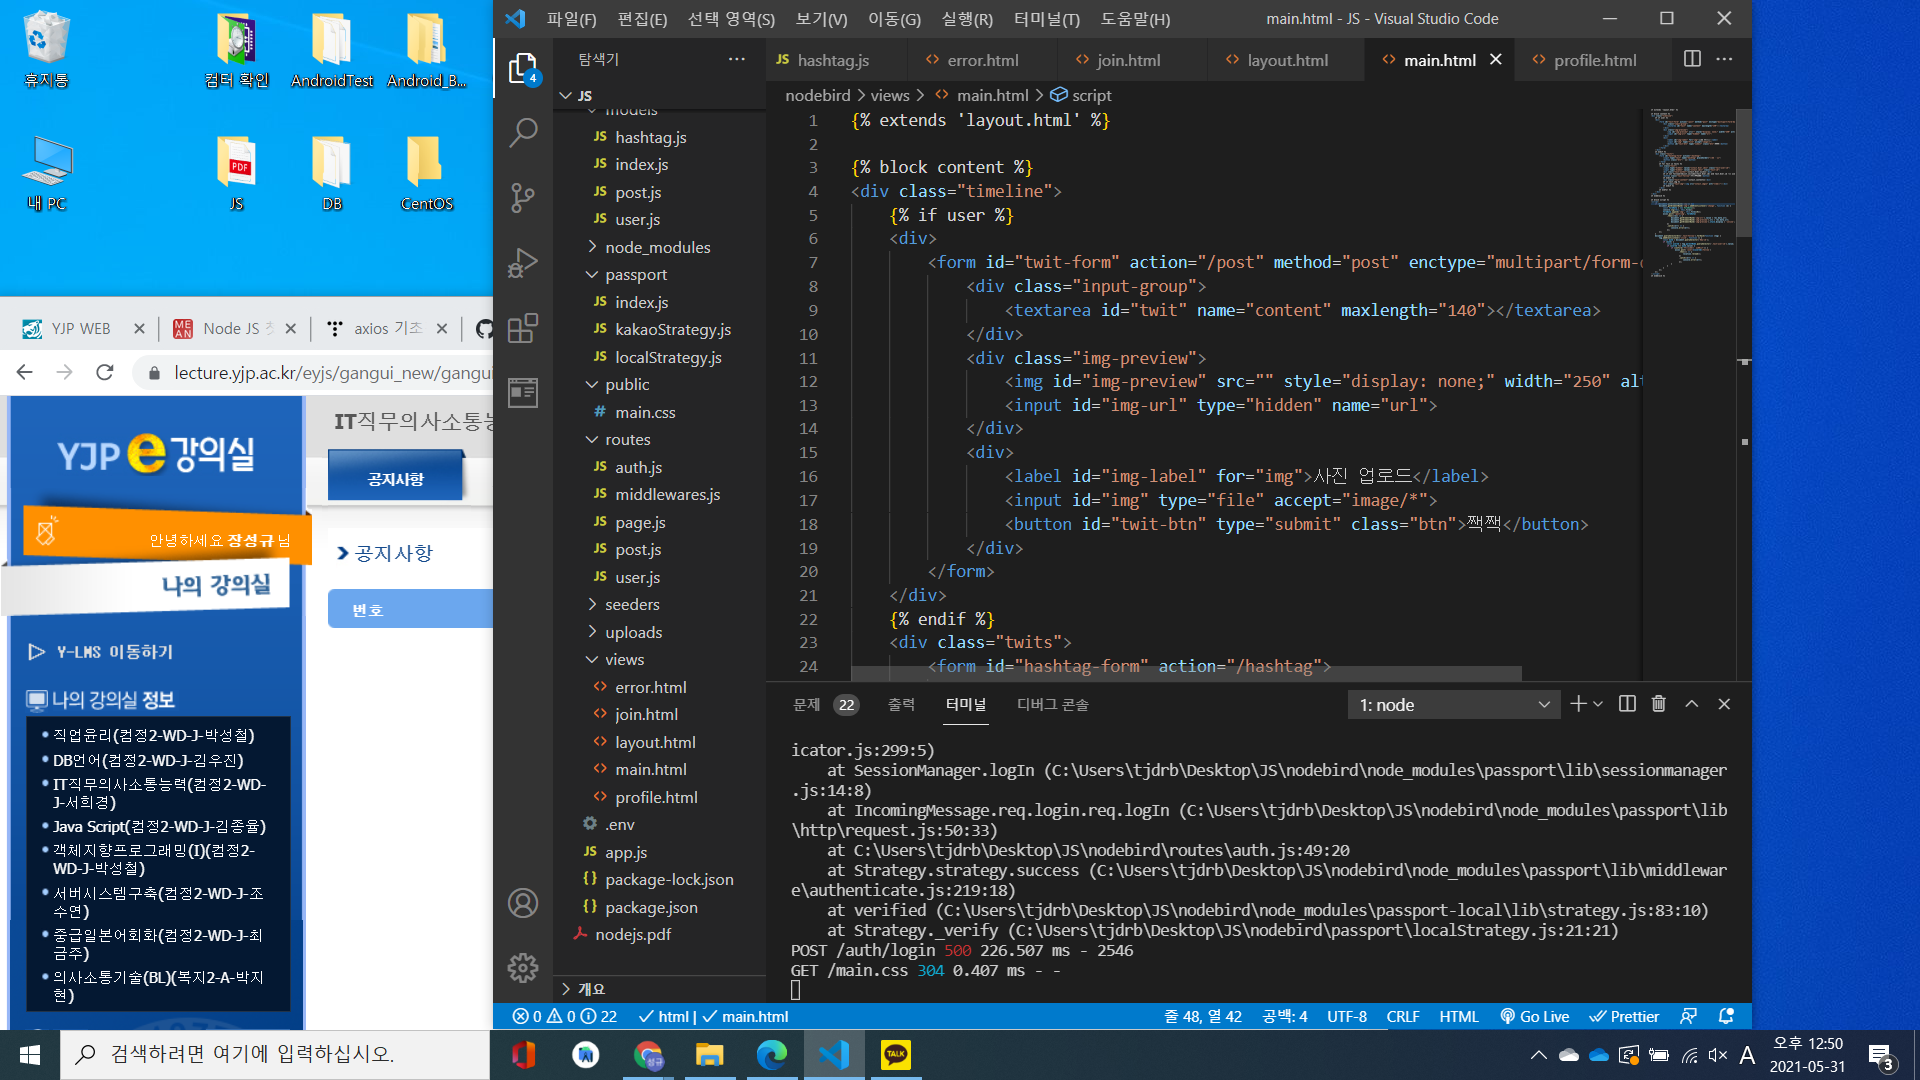 휴지통
컴터 확인
AndroidTest
Android_B...
내 PC
JS
DB
CentOS
YJP WEB
Node JS 첫
axios 기초
lecture.yjp.ac.kr/eyjs/gangui_new/gangui
YJP e강의실
안녕하세요 장성규님
나의 강의실
Y-LMS 이동하기
나의 강의실 정보
직업윤리(컴정2-WD-J-박성철)
DB언어(컴정2-WD-J-김우진)
IT직무의사소통능력(컴정2-WD-
J-서희경)
Java Script(컴정2-WD-J-김종율)
객체지향프로그래밍(I)(컴정2-
WD-J-박성철)
서버시스템구축(컴정2-WD-J-조
수연)
중급일본어회화(컴정2-WD-J-최
금주)
의사소통기술(BL)(복지2-A-박지
현)
IT직무의사소통능
공지사항
공지사항
번호
파일(F) 편집(E) 선택 영역(S) 보기(V) 이동(G) 실행(R) 터미널(T) 도움말(H)
main.html - JS - Visual Studio Code
4
탐색기
JS
models
hashtag.js
index.js
post.js
user.js
node_modules
passport
index.js
kakaoStrategy.js
localStrategy.js
public
main.css
routes
auth.js
middlewares.js
page.js
post.js
user.js
seeders
uploads
views
error.html
join.html
layout.html
main.html
profile.html
.env
app.js
package-lock.json
package.json
nodejs.pdf
개요
hashtag.js error.html join.html layout.html main.html profile.html
nodebird > views > main.html > script
1 {% extends 'layout.html' %}
2
3 {% block content %}
4 <div class="timeline">
5 {% if user %}
6 <div>
7 <form id="twit-form" action="/post" method="post" enctype="multipart/form-d
8 <div class="input-group">
9 <textarea id="twit" name="content" maxlength="140"></textarea>
10 </div>
11 <div class="img-preview">
12 <img id="img-preview" src="" style="display: none;" width="250" alt
13 <input id="img-url" type="hidden" name="url">
14 </div>
15 <div>
16 <label id="img-label" for="img">사진 업로드</label>
17 <input id="img" type="file" accept="image/*">
18 <button id="twit-btn" type="submit" class="btn">짹짹</button>
19 </div>
20 </form>
21 </div>
22 {% endif %}
23 <div class="twits">
24 <form id="hashtag-form" action="/hashtag">
문제 22 출력 터미널 디버그 콘솔
1: node
icator.js:299:5)
at SessionManager.logIn (C:\Users\tjdrb\Desktop\JS\nodebird\node_modules\passport\lib\sessionmanager
.js:14:8)
at IncomingMessage.req.login.req.logIn (C:\Users\tjdrb\Desktop\JS\nodebird\node_modules\passport\lib
\http\request.js:50:33)
at C:\Users\tjdrb\Desktop\JS\nodebird\routes\auth.js:49:20
at Strategy.strategy.success (C:\Users\tjdrb\Desktop\JS\nodebird\node_modules\passport\lib\middlewar
e\authenticate.js:219:18)
at verified (C:\Users\tjdrb\Desktop\JS\nodebird\node_modules\passport-local\lib\strategy.js:83:10)
at Strategy._verify (C:\Users\tjdrb\Desktop\JS\nodebird\passport\localStrategy.js:21:21)
POST /auth/login 500 226.507 ms - 2546
GET /main.css 304 0.407 ms - -
0 0 22 html | main.html
줄 48, 열 42 공백: 4 UTF-8 CRLF HTML Go Live Prettier
검색하려면 여기에 입력하십시오.
TALK
A
오후 12:50
2021-05-31
3